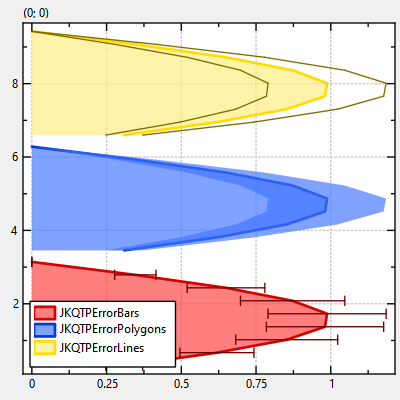 (0; 0)
8
6
4
2
JKQTPErrorBars
JKQTPErrorPolygons
JKQTPErrorLines
0 0.25 0.5 0.75 1